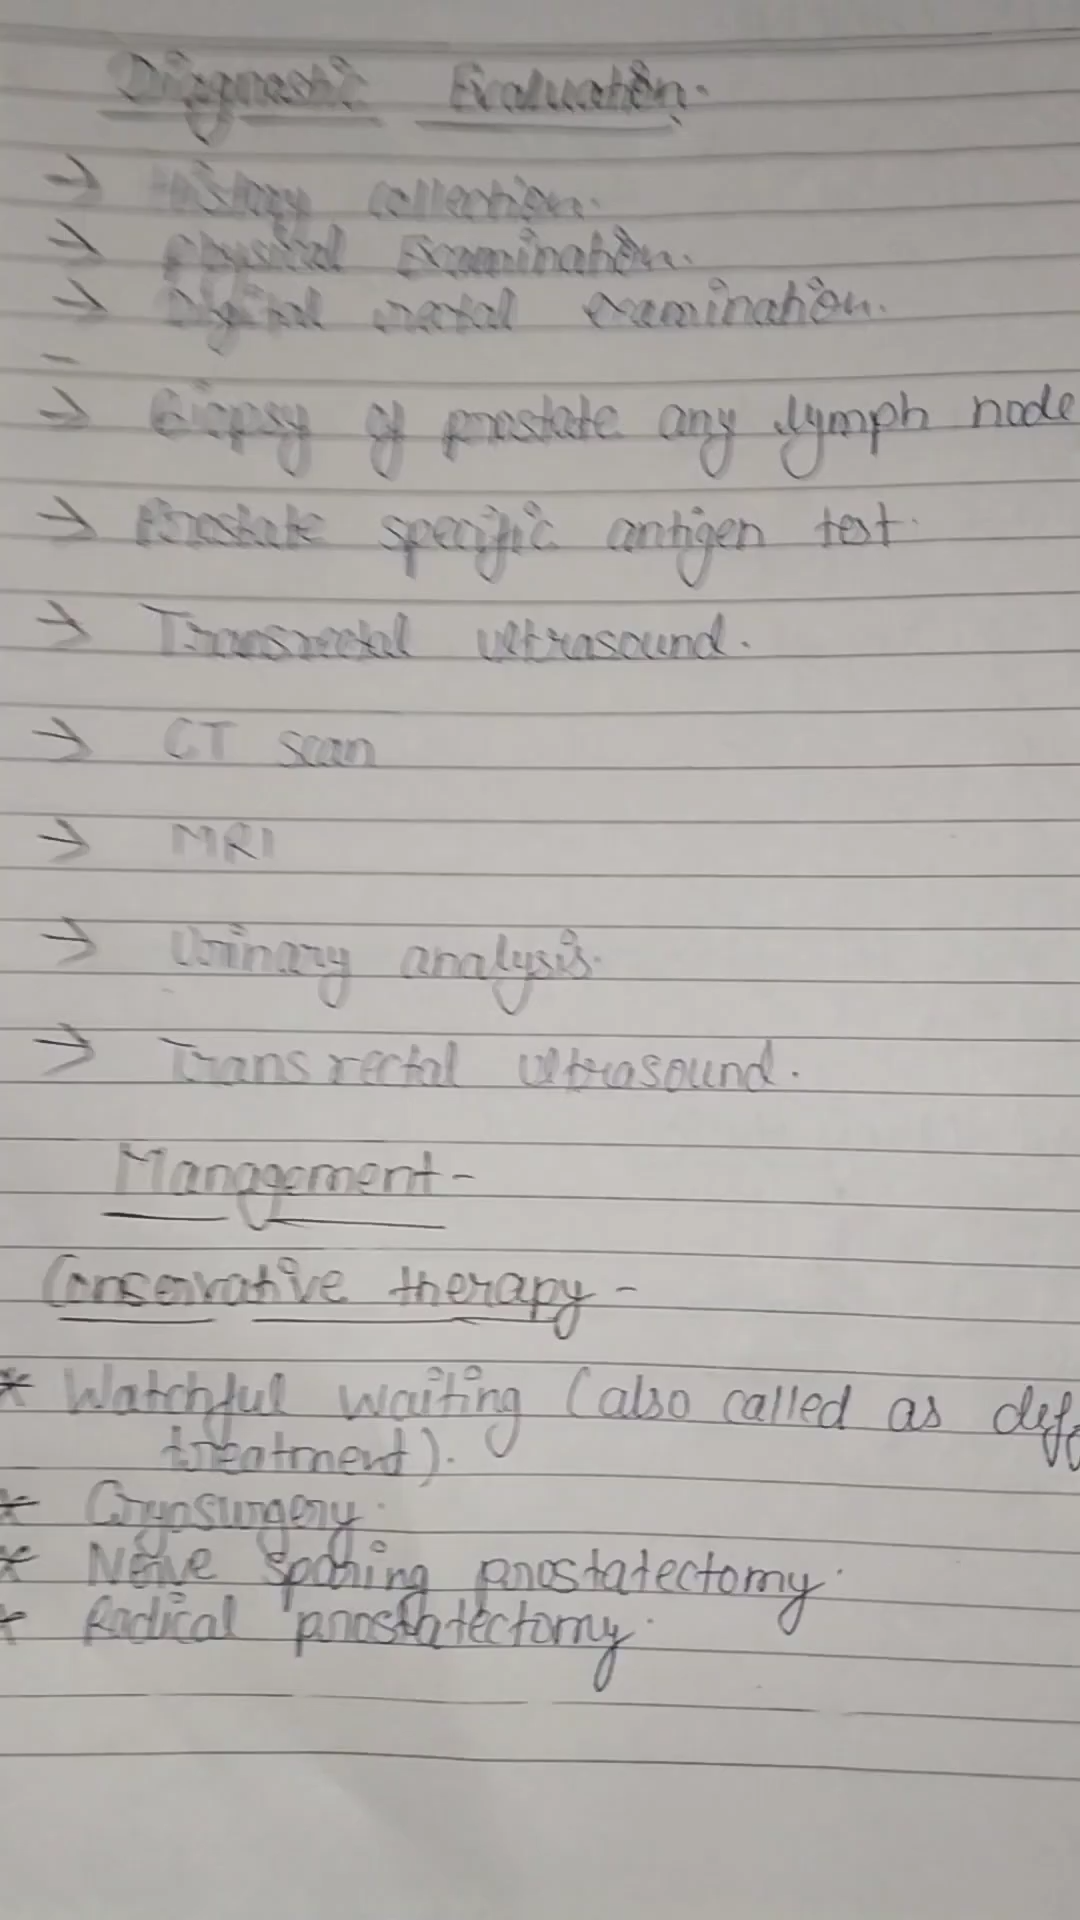 Diagnostic Evaluation.
→ History collection.
→ Physical Examination.
→ Digital rectal examination.
–
→ Biopsy of prostate any lymph node
→ Prostate specific antigen test.
→ Transrectal ultrasound.
→ CT scan
→ MRI
→ Urinary analysis.
→ Trans rectal ultrasound.
Management -
Conservative therapy -
* Watchful waiting (also called as
treatment).
* Cryosurgery.
* Nerve sparing prostatectomy.
* Radical prostatectomy.